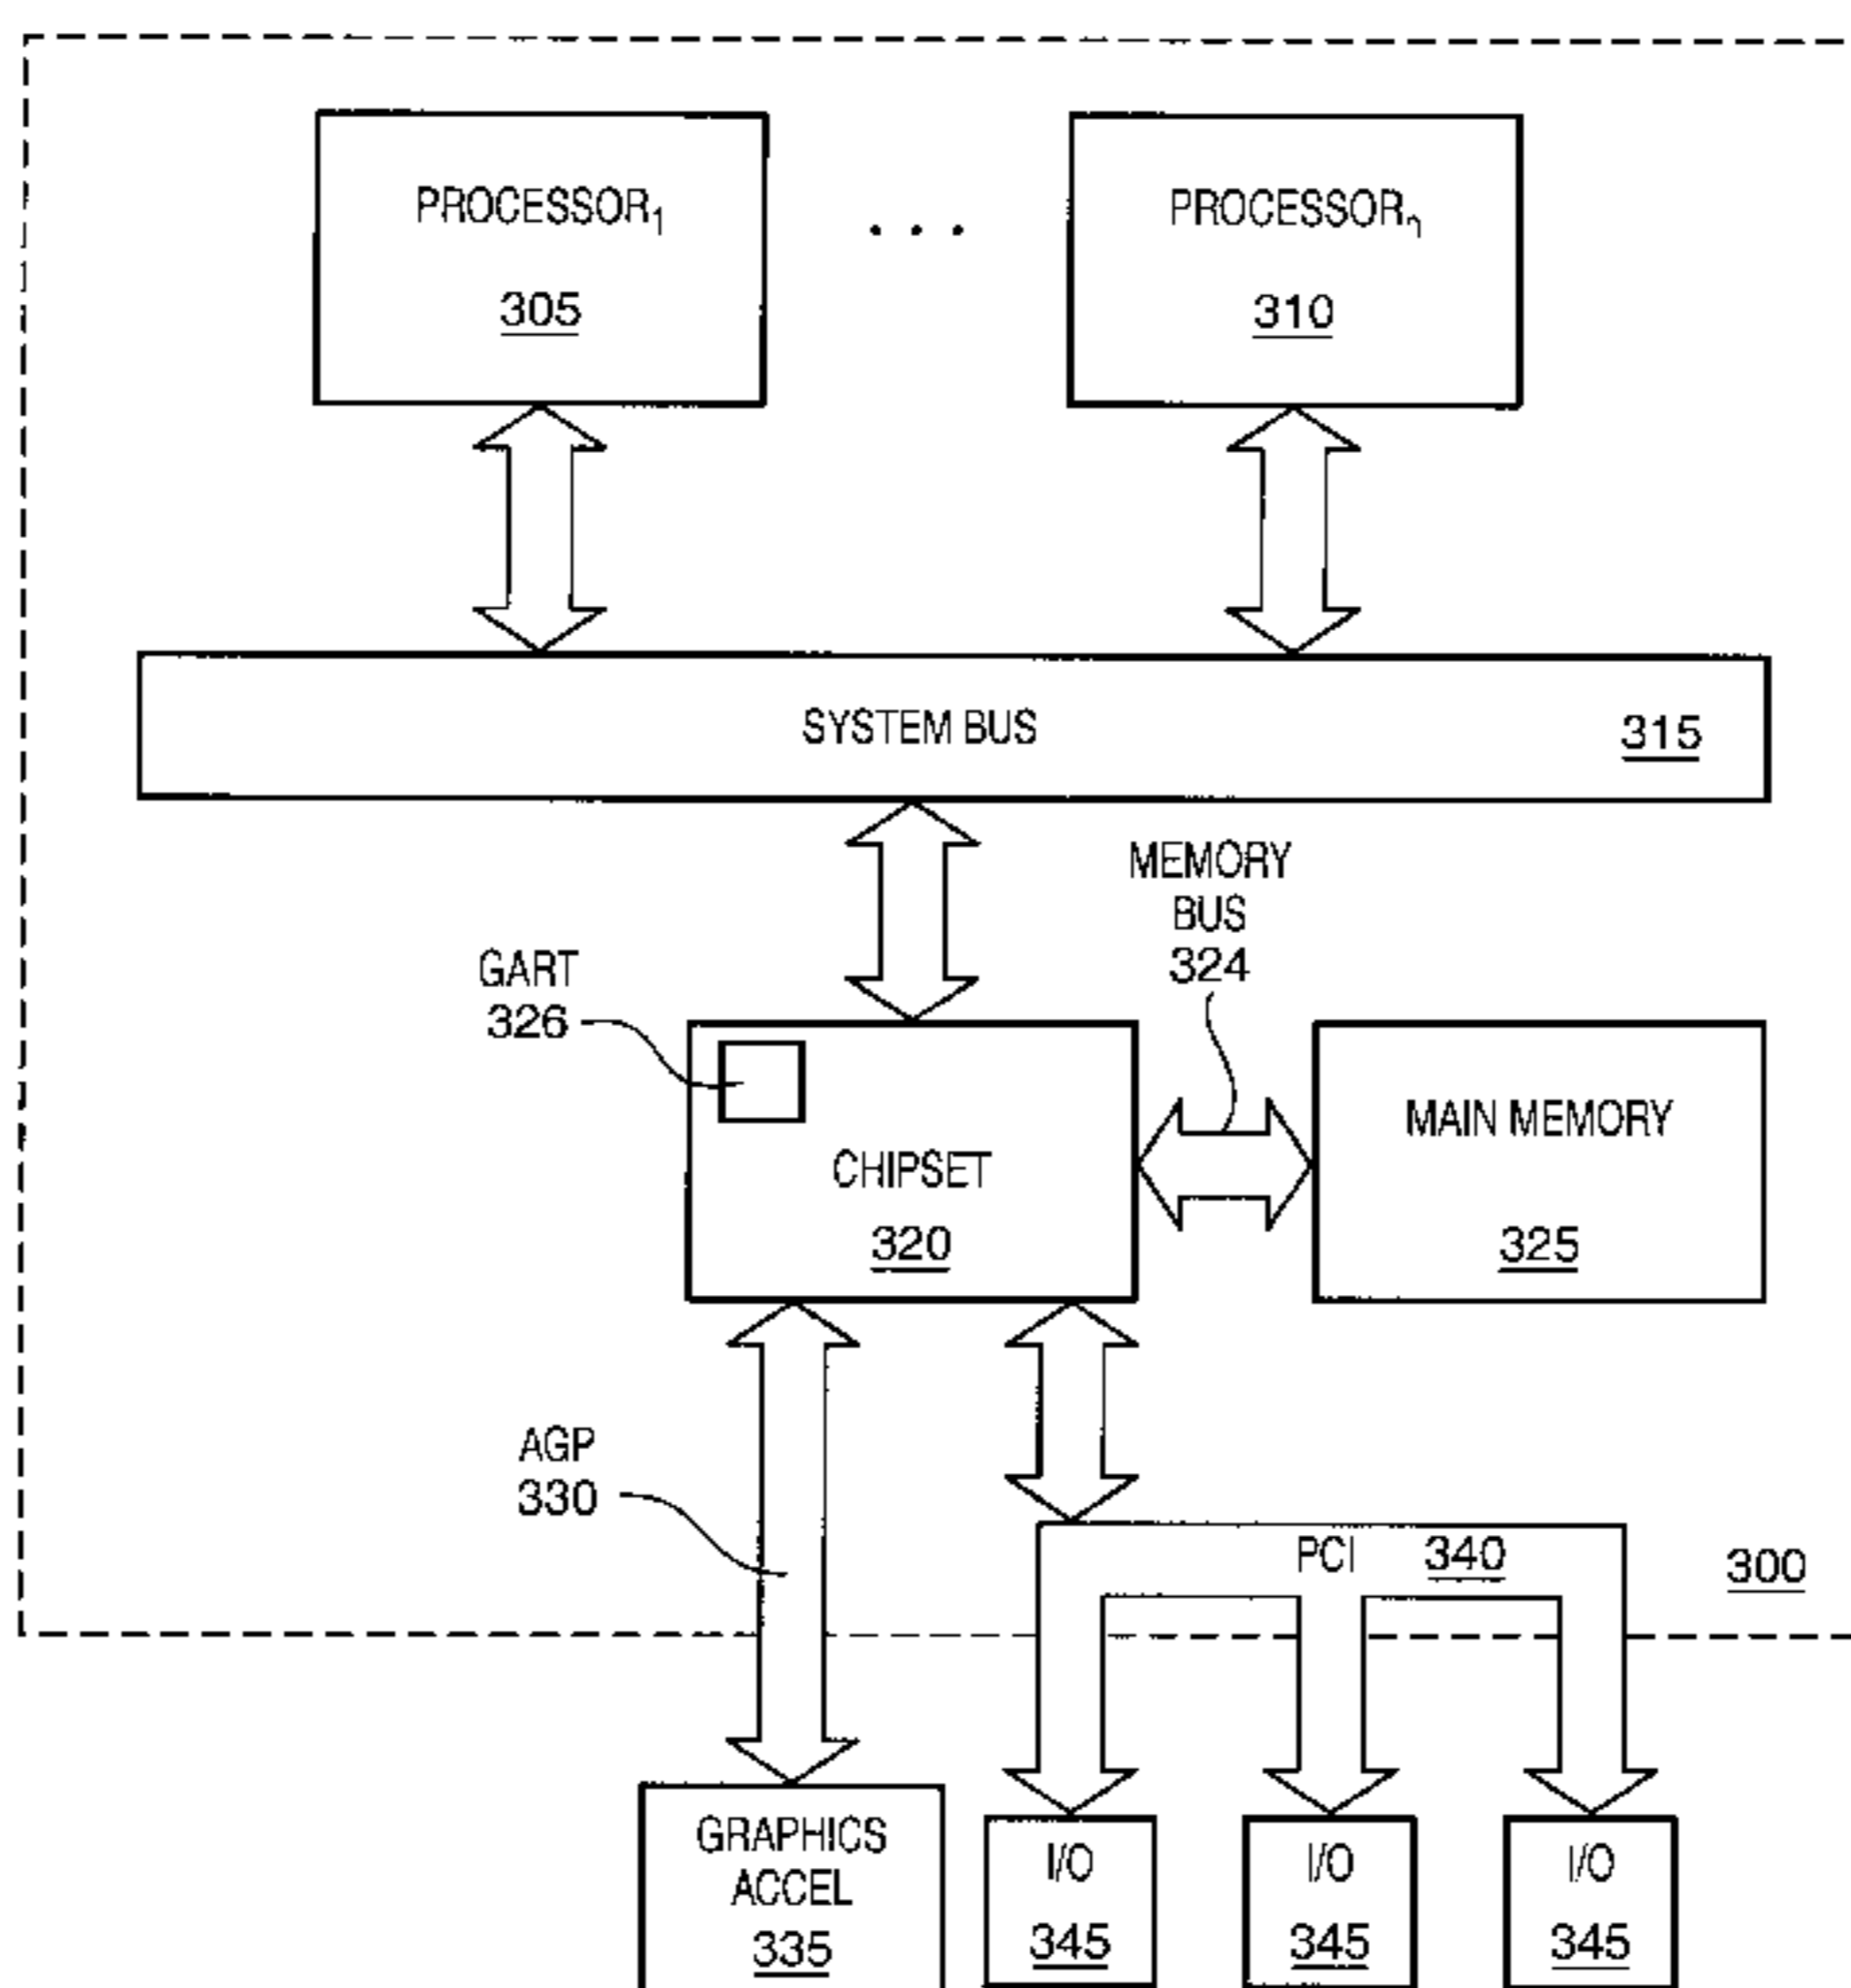 PROCESSOR₁
305
. . .
PROCESSORₙ
310
SYSTEM BUS
315
MEMORY
BUS
324
GART
326
CHIPSET
320
MAIN MEMORY
325
AGP
330
PCI 340
300
GRAPHICS
ACCEL
335
I/O
345
I/O
345
I/O
345